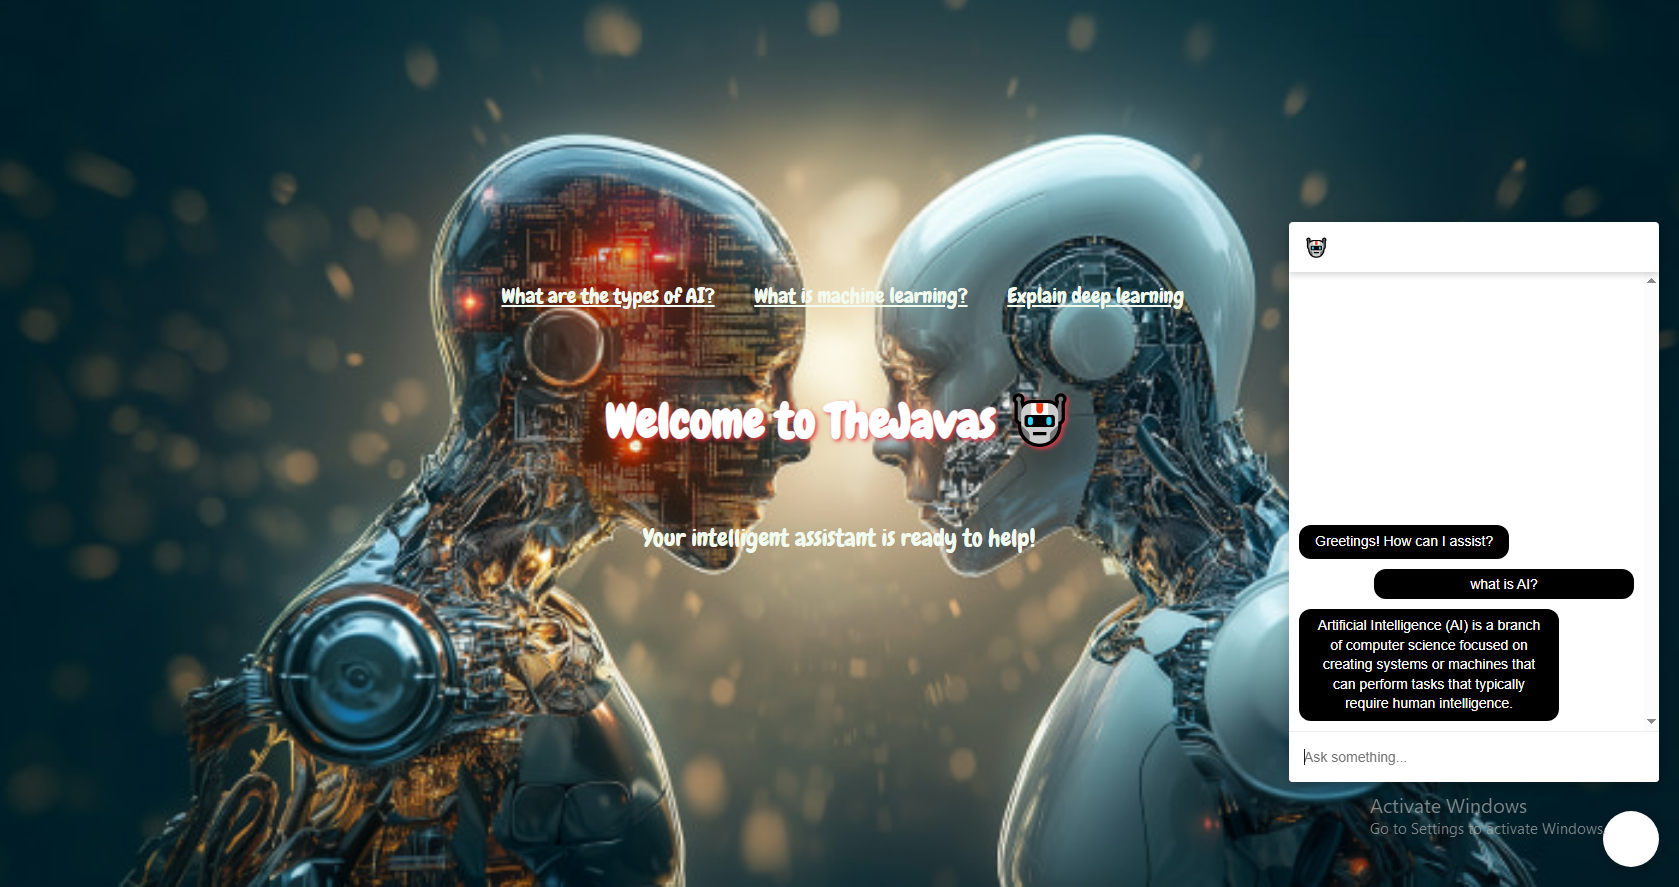 What are the types of AI?
What is machine learning?
Explain deep learning
Welcome to TheJavas
Your intelligent assistant is ready to help!
Greetings! How can I assist?
what is AI?
Artificial Intelligence (AI) is a branch
of computer science focused on
creating systems or machines that
can perform tasks that typically
require human intelligence.
Ask something...
Activate Windows
Go to Settings to activate Windows.